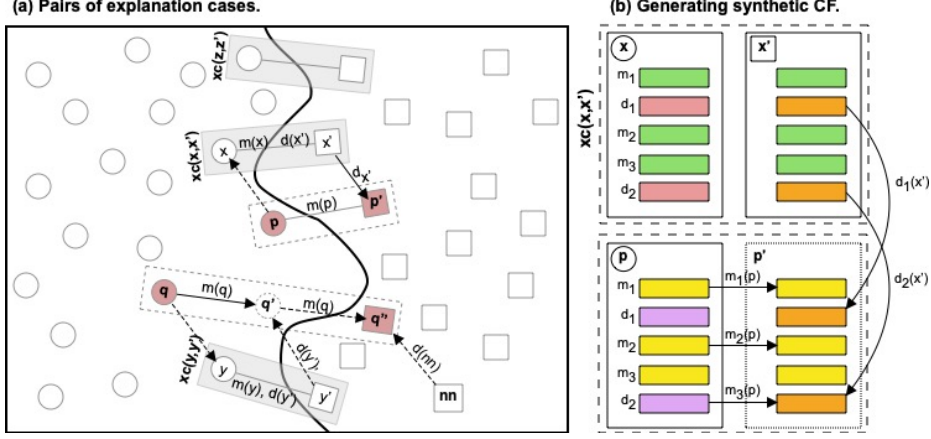 (a) Pairs of explanation cases.
xc(z,z')
xc(x,x')
x
m(x)
d(x')
x'
d x'
p
m(p)
p'
q
m(q)
q'
m(q)
q''
xc(y,y')
y
m(y), d(y')
d(y')
y'
d(nn)
nn
(b) Generating synthetic CF.
xc(x,x')
x
x'
m1
d1
m2
m3
d2
d1(x')
d2(x')
p
p'
m1
m1(p)
d1
m2
m2(p)
m3
d2
m3(p)